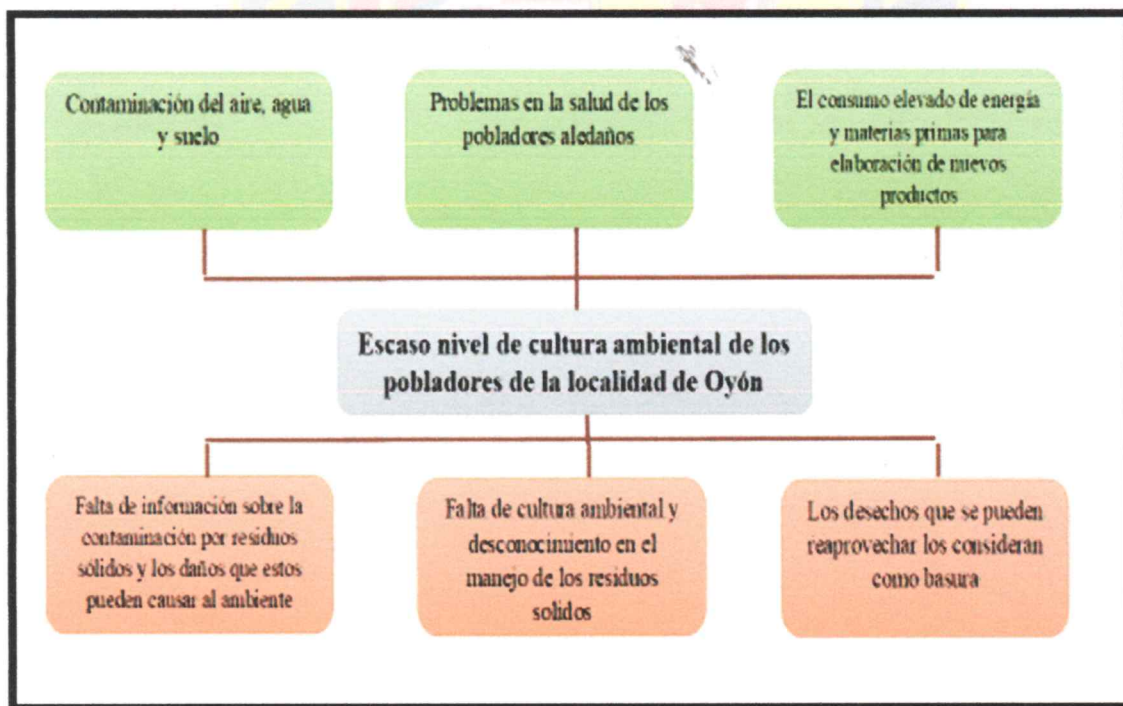 Contaminación del aire, agua
y suelo
Problemas en la salud de los
pobladores aledaños
El consumo elevado de energía
y materias primas para
elaboración de nuevos
productos
Escaso nivel de cultura ambiental de los
pobladores de la localidad de Oyón
Falta de información sobre la
contaminación por residuos
sólidos y los daños que estos
pueden causar al ambiente
Falta de cultura ambiental y
desconocimiento en el
manejo de los residuos
solidos
Los desechos que se pueden
reaprovechar los consideran
como basura